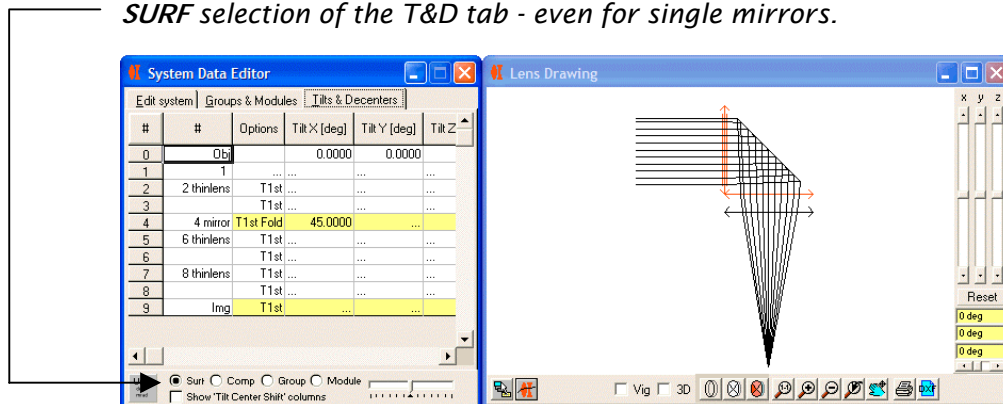 SURF selection of the T&D tab - even for single mirrors.
System Data Editor
Edit system Groups & Modules Tilts & Decenters
# # Options Tilt X [deg] Tilt Y [deg] Tilt Z
0 Obj 0.0000 0.0000
1 1 ... ... ... ...
2 2 thinlens T1st ... ... ...
3 T1st ... ... ...
4 4 mirror T1st Fold 45.0000 ...
5 6 thinlens T1st ... ... ...
6 T1st ... ... ...
7 8 thinlens T1st ... ... ...
8 T1st ... ... ...
9 Img T1st ... ...
Surf Comp Group Module
Show 'Tilt Center Shift' columns
Lens Drawing
x y z
Reset
0 deg
0 deg
0 deg
Vig 3D